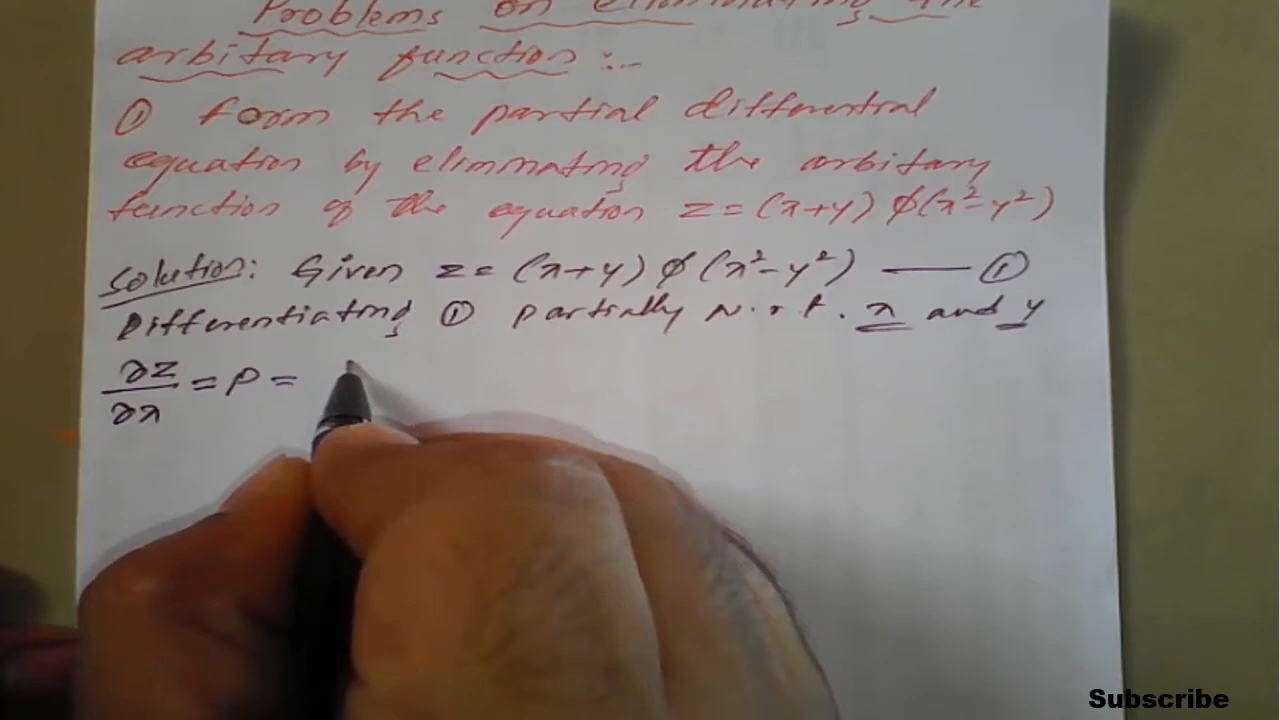 Problems on eliminating the
arbitary function :-..
① Form the partial differential
equation by eliminating the arbitary
function of the equation z = (x+y) ϕ(x²-y²)
Solution: Given z = (x+y) ϕ(x²-y²) — ①
Differentiating ① partially w.r.t. x and y
∂z/∂x = p =
Subscribe